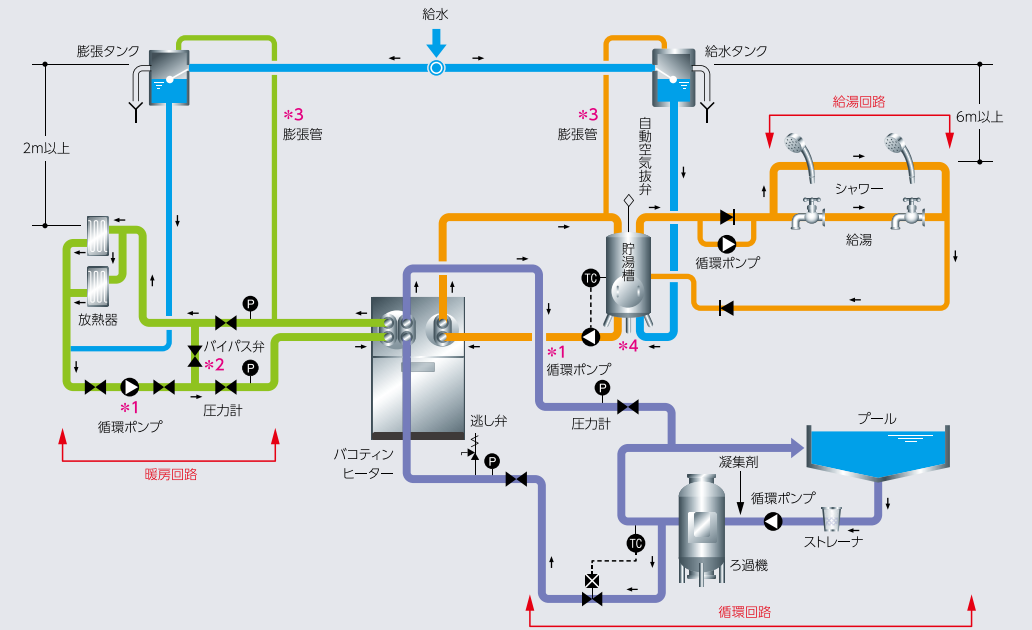 給水
膨張タンク
給水タンク
＊3
膨張管
＊3
膨張管
自動空気抜弁
給湯回路
6m以上
2m以上
シャワー
給湯
循環ポンプ
貯湯槽
TC
放熱器
P
バイパス弁
＊2
P
＊1
循環ポンプ
圧力計
暖房回路
＊1
循環ポンプ
＊4
P
圧力計
逃し弁
P
バコティン
ヒーター
プール
凝集剤
循環ポンプ
ストレーナ
TC
ろ過機
循環回路